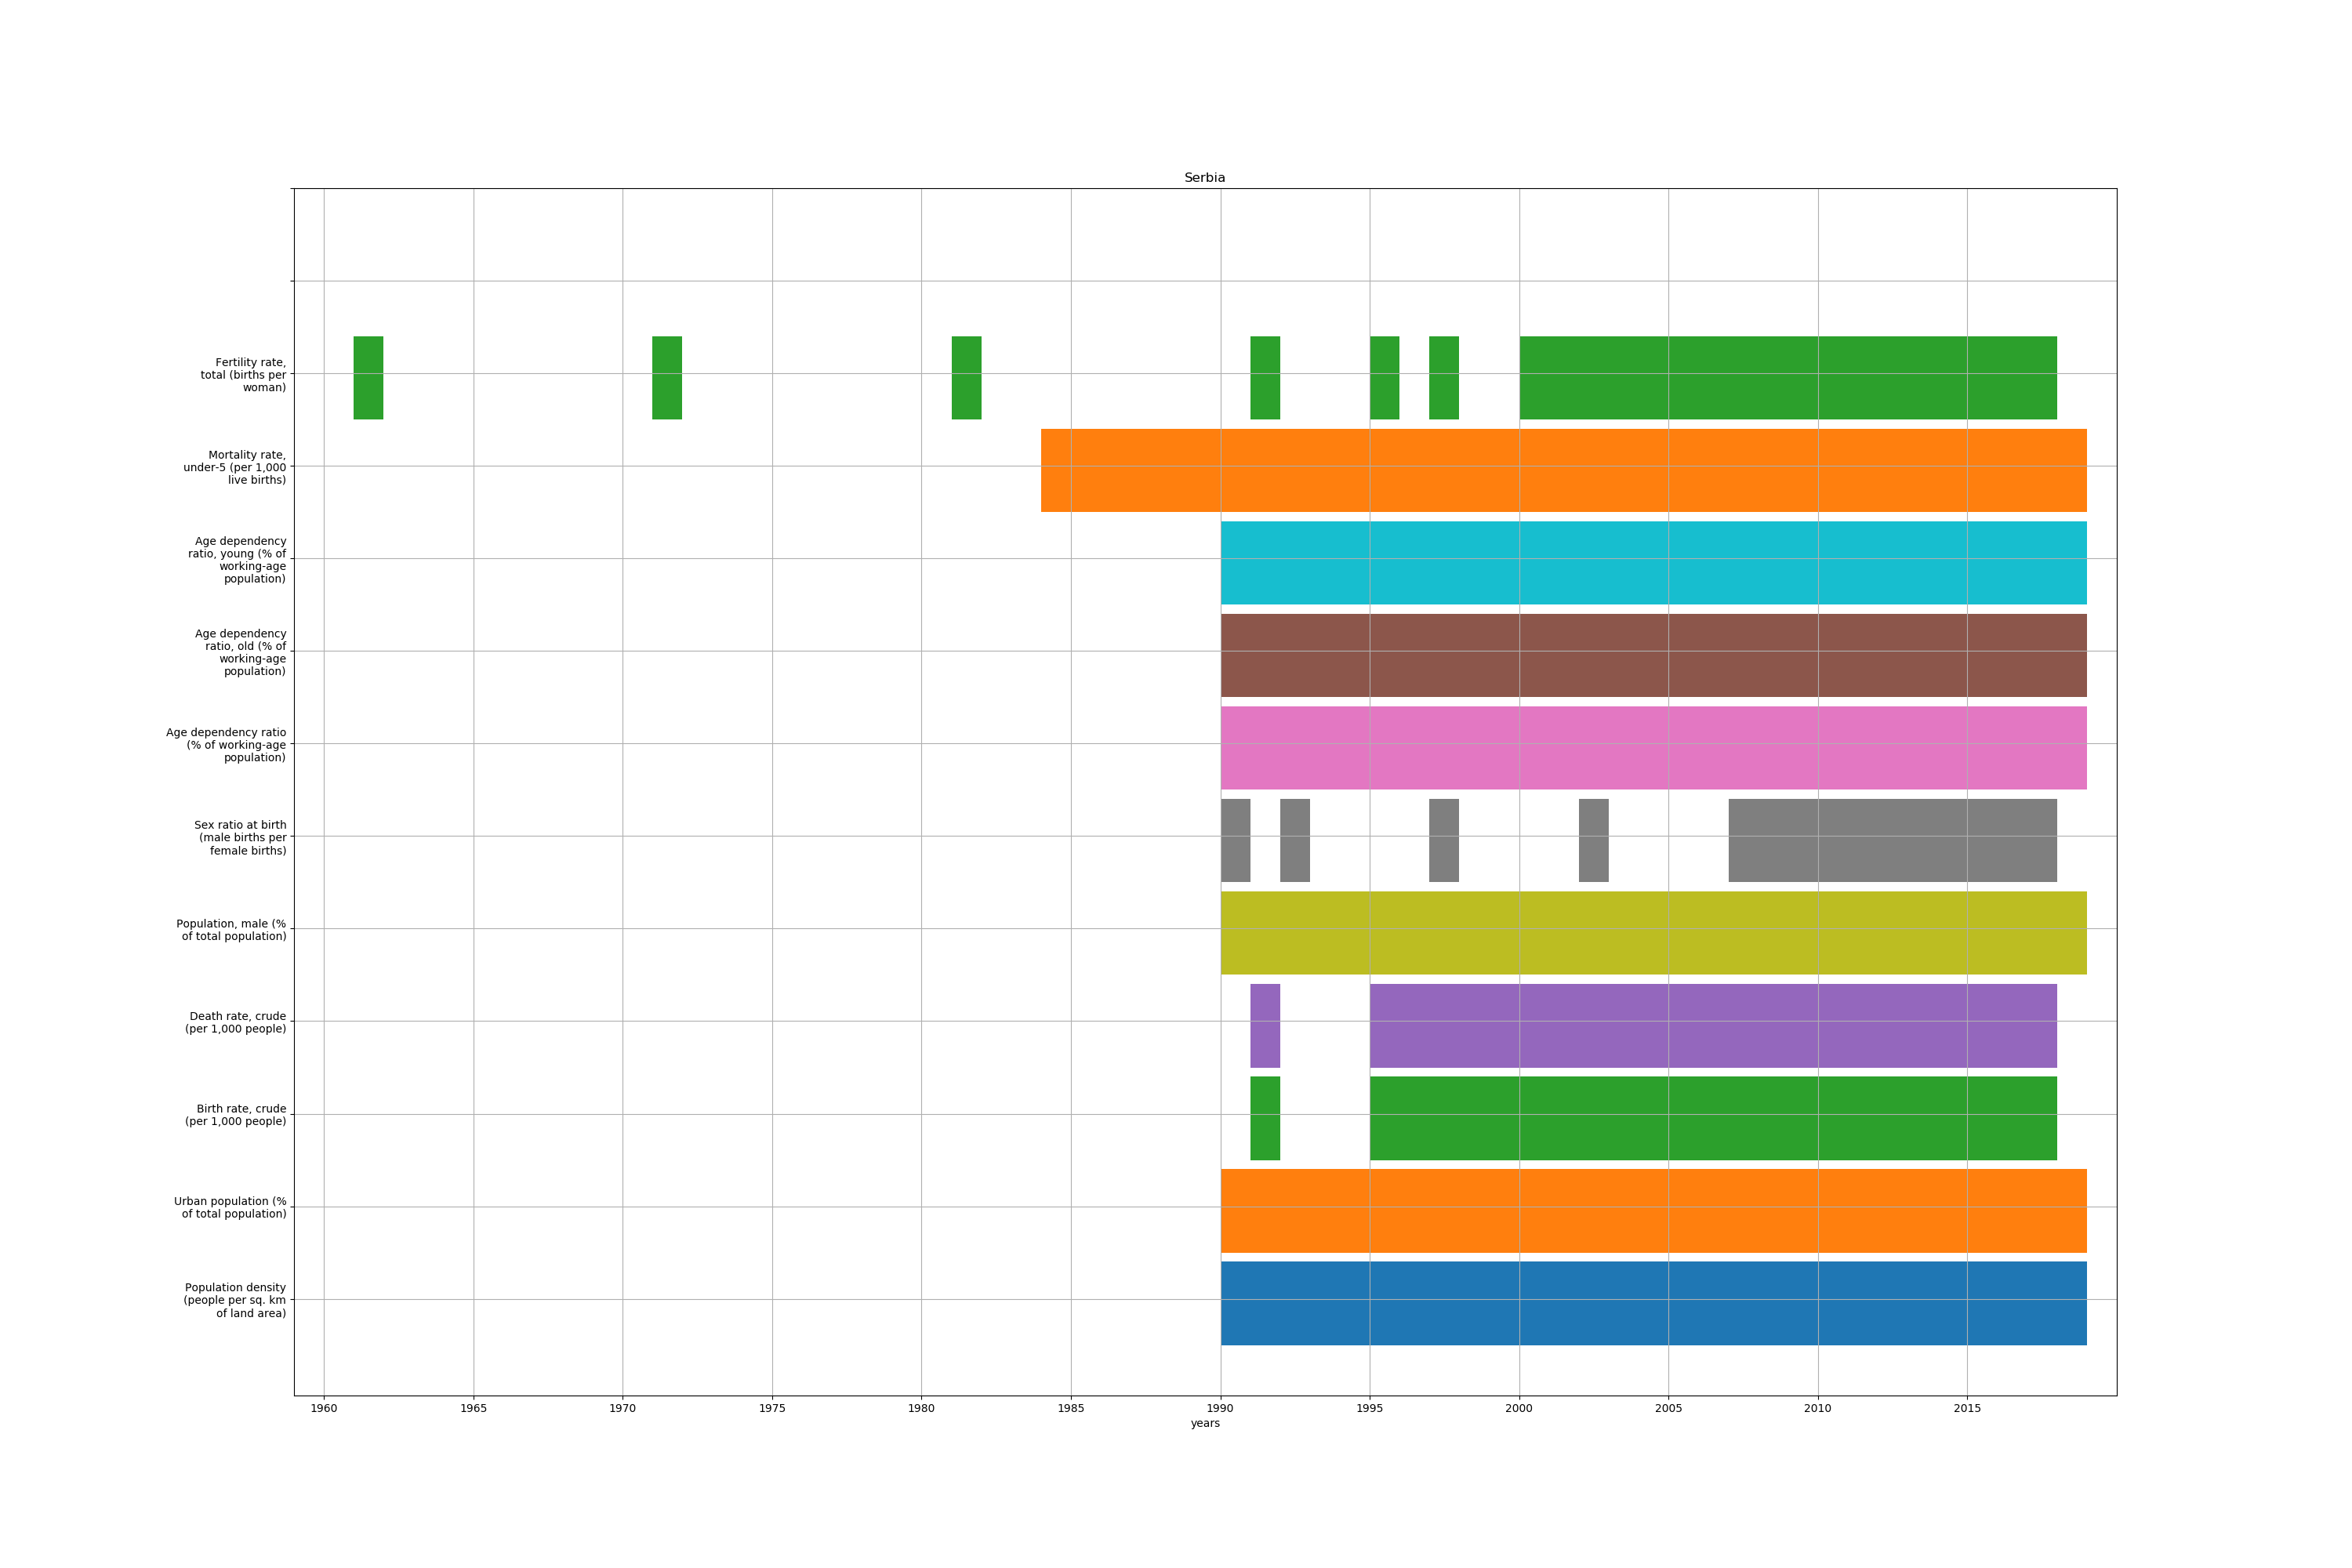 Serbia
Fertility rate,
total (births per
woman)
Mortality rate,
under-5 (per 1,000
live births)
Age dependency
ratio, young (% of
working-age
population)
Age dependency
ratio, old (% of
working-age
population)
Age dependency ratio
(% of working-age
population)
Sex ratio at birth
(male births per
female births)
Population, male (%
of total population)
Death rate, crude
(per 1,000 people)
Birth rate, crude
(per 1,000 people)
Urban population (%
of total population)
Population density
(people per sq. km
of land area)
1960 1965 1970 1975 1980 1985 1990 1995 2000 2005 2010 2015
years